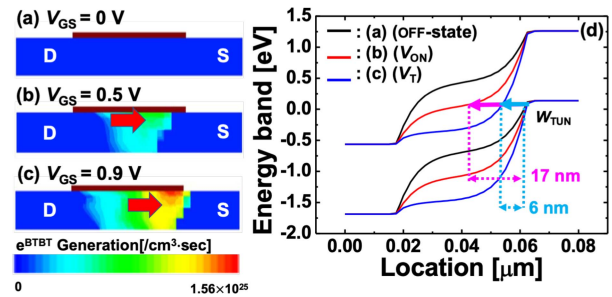 (a) V_GS = 0 V
D S
(b) V_GS = 0.5 V
D S
(c) V_GS = 0.9 V
D S
e^BTBT Generation[/cm³·sec]
0 1.56×10²⁵
Energy band [eV]
1.5
1.0
0.5
0.0
-0.5
-1.0
-1.5
-2.0
: (a) (OFF-state)
: (b) (V_ON)
: (c) (V_T)
(d)
W_TUN
17 nm
6 nm
0.00 0.02 0.04 0.06 0.08
Location [μm]